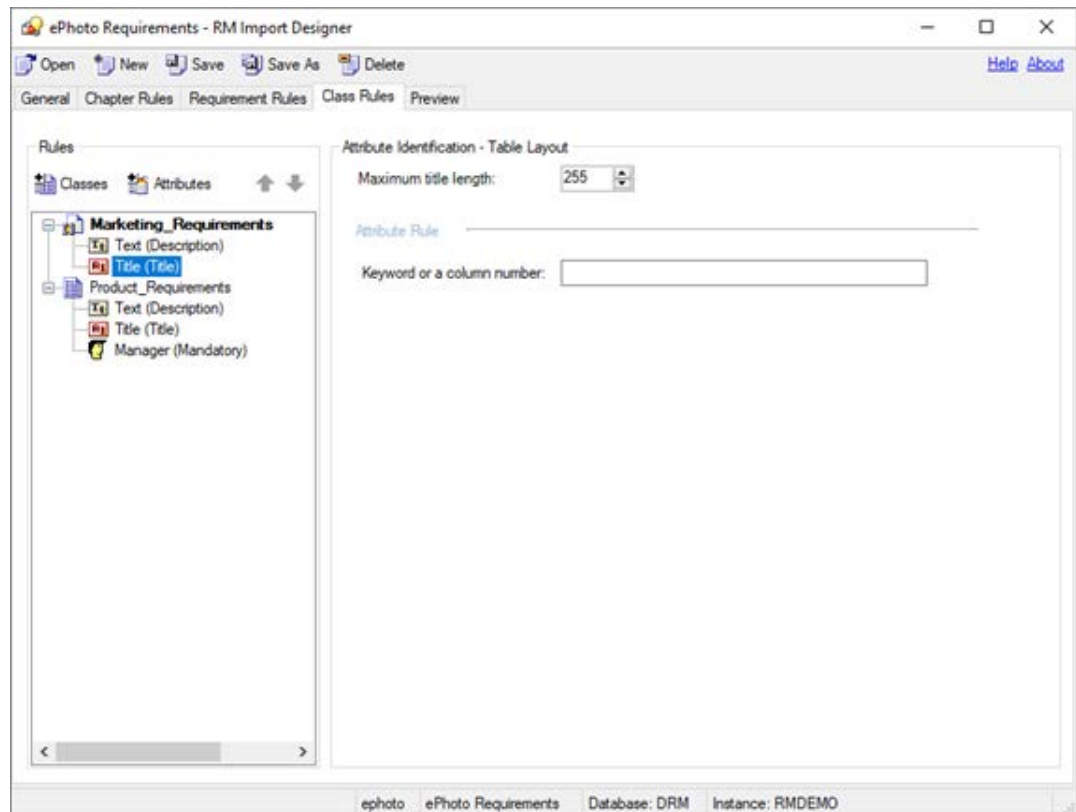 ePhoto Requirements - RM Import Designer
Open New Save Save As Delete Help About
General Chapter Rules Requirement Rules Class Rules Preview
Rules
Classes Attributes
Marketing_Requirements
Text (Description)
Title (Title)
Product_Requirements
Text (Description)
Title (Title)
Manager (Mandatory)
Attribute Identification - Table Layout
Maximum title length: 255
Attribute Rule
Keyword or a column number:
ephoto ePhoto Requirements Database: DRM Instance: RMDEMO